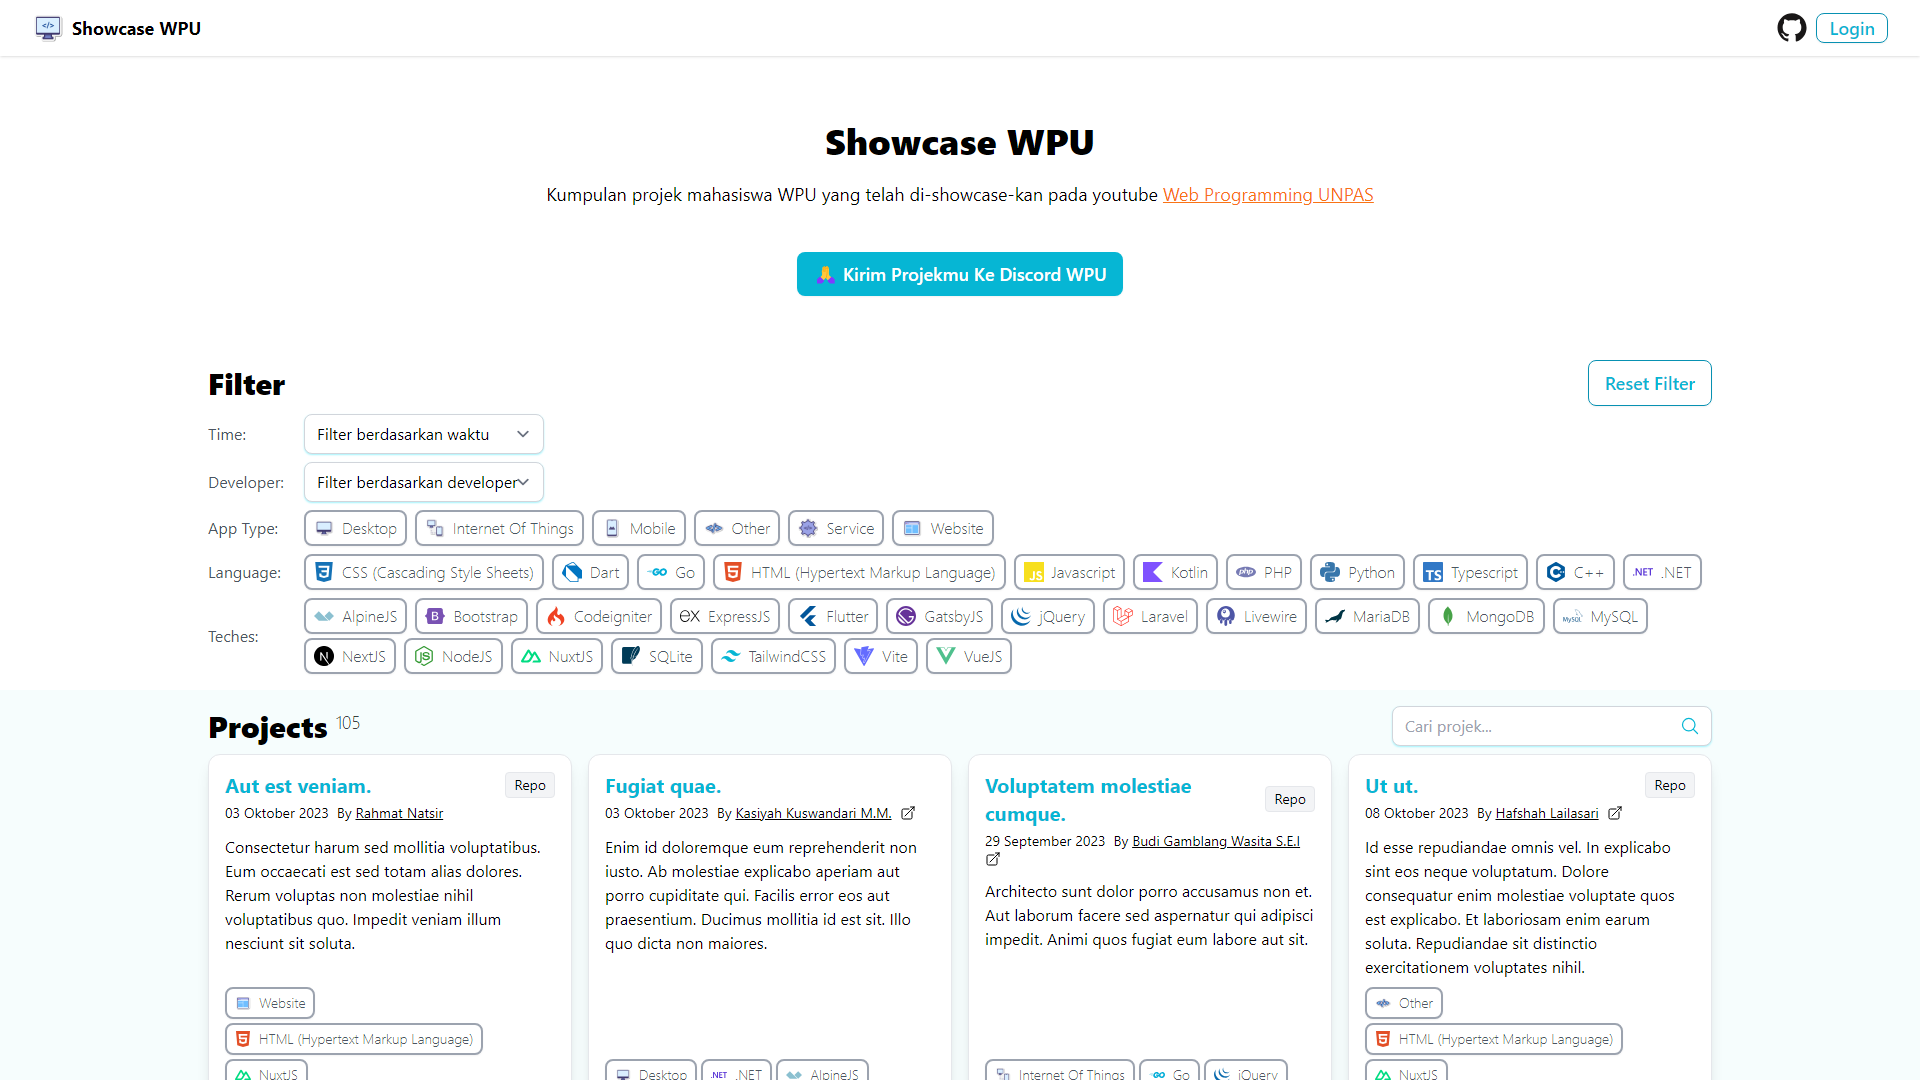 Showcase WPU
Login
Showcase WPU
Kumpulan projek mahasiswa WPU yang telah di-showcase-kan pada youtube Web Programming UNPAS
Kirim Projekmu Ke Discord WPU
Filter
Reset Filter
Time:
Filter berdasarkan waktu
Developer:
Filter berdasarkan developer
App Type:
Desktop
Internet Of Things
Mobile
Other
Service
Website
Language:
CSS (Cascading Style Sheets)
Dart
Go
HTML (Hypertext Markup Language)
Javascript
Kotlin
PHP
Python
Typescript
C++
.NET
Teches:
AlpineJS
Bootstrap
Codeigniter
ExpressJS
Flutter
GatsbyJS
jQuery
Laravel
Livewire
MariaDB
MongoDB
MySQL
NextJS
NodeJS
NuxtJS
SQLite
TailwindCSS
Vite
VueJS
Projects 105
Cari projek...
Aut est veniam.
Repo
03 Oktober 2023 By Rahmat Natsir
Consectetur harum sed mollitia voluptatibus.
Eum occaecati est sed totam alias dolores.
Rerum voluptas non molestiae nihil
voluptatibus quo. Impedit veniam illum
nesciunt sit soluta.
Website
HTML (Hypertext Markup Language)
NuxtJS
Fugiat quae.
03 Oktober 2023 By Kasiyah Kuswandari M.M.
Enim id doloremque eum reprehenderit non
iusto. Ab molestiae explicabo aperiam aut
porro cupiditate qui. Facilis error eos aut
praesentium. Ducimus mollitia id est sit. Illo
quo dicta non maiores.
Desktop
.NET
AlpineJS
Voluptatem molestiae
cumque.
Repo
29 September 2023 By Budi Gamblang Wasita S.E.I
Architecto sunt dolor porro accusamus non et.
Aut laborum facere sed aspernatur qui adipisci
impedit. Animi quos fugiat eum labore aut sit.
Internet Of Things
Go
jQuery
Ut ut.
Repo
08 Oktober 2023 By Hafshah Lailasari
Id esse repudiandae omnis vel. In explicabo
sint eos neque voluptatum. Dolore
consequatur enim molestiae voluptate quos
est explicabo. Et laboriosam enim earum
soluta. Repudiandae sit distinctio
exercitationem voluptates nihil.
Other
HTML (Hypertext Markup Language)
NuxtJS